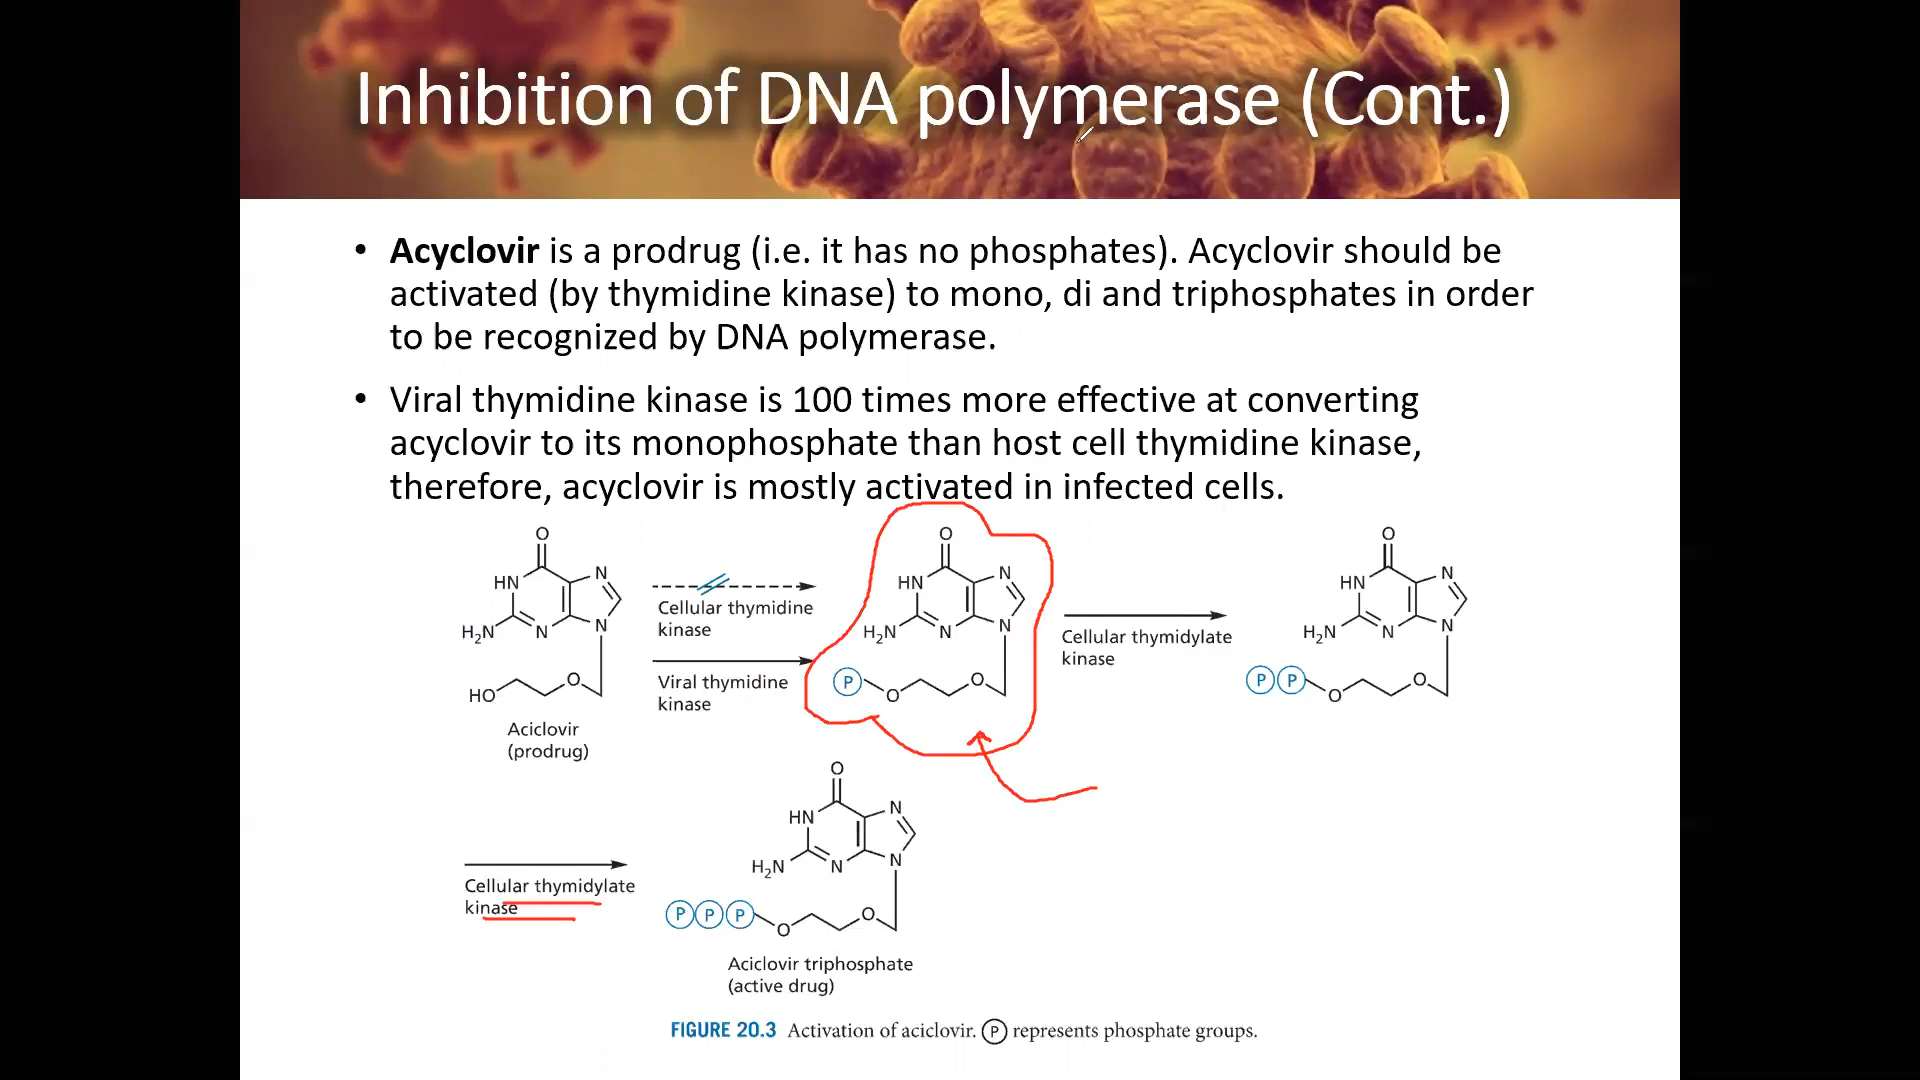 Inhibition of DNA polymerase (Cont.)
• Acyclovir is a prodrug (i.e. it has no phosphates). Acyclovir should be
activated (by thymidine kinase) to mono, di and triphosphates in order
to be recognized by DNA polymerase.
• Viral thymidine kinase is 100 times more effective at converting
acyclovir to its monophosphate than host cell thymidine kinase,
therefore, acyclovir is mostly activated in infected cells.
O
HN
N
H₂N
N
N
HO
O
Aciclovir
(prodrug)
Cellular thymidine
kinase
Viral thymidine
kinase
O
HN
N
H₂N
N
N
P
O
O
Cellular thymidylate
kinase
O
HN
N
H₂N
N
N
P P
O
O
Cellular thymidylate
kinase
O
HN
N
H₂N
N
N
P P P
O
O
Aciclovir triphosphate
(active drug)
FIGURE 20.3 Activation of aciclovir. P represents phosphate groups.